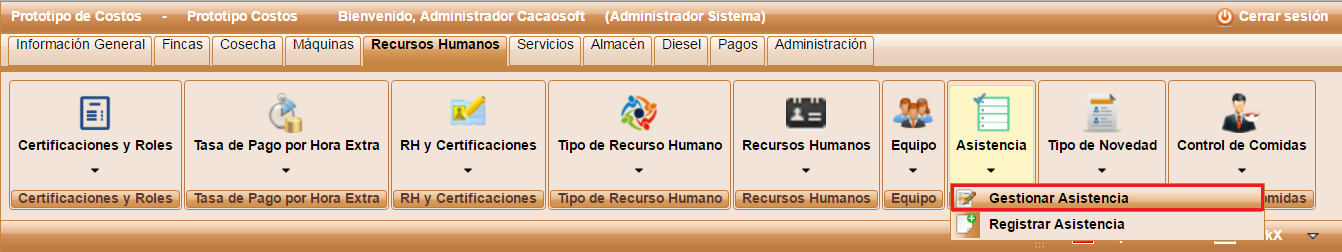 Prototipo de Costos - Prototipo Costos Bienvenido, Administrador Cacaosoft (Administrador Sistema) Cerrar sesión
Información General Fincas Cosecha Máquinas Recursos Humanos Servicios Almacén Diesel Pagos Administración
Certificaciones y Roles Tasa de Pago por Hora Extra RH y Certificaciones Tipo de Recurso Humano Recursos Humanos Equipo Asistencia Tipo de Novedad Control de Comidas
Certificaciones y Roles Tasa de Pago por Hora Extra RH y Certificaciones Tipo de Recurso Humano Recursos Humanos Equipo
Gestionar Asistencia omidas
Registrar Asistencia
kX